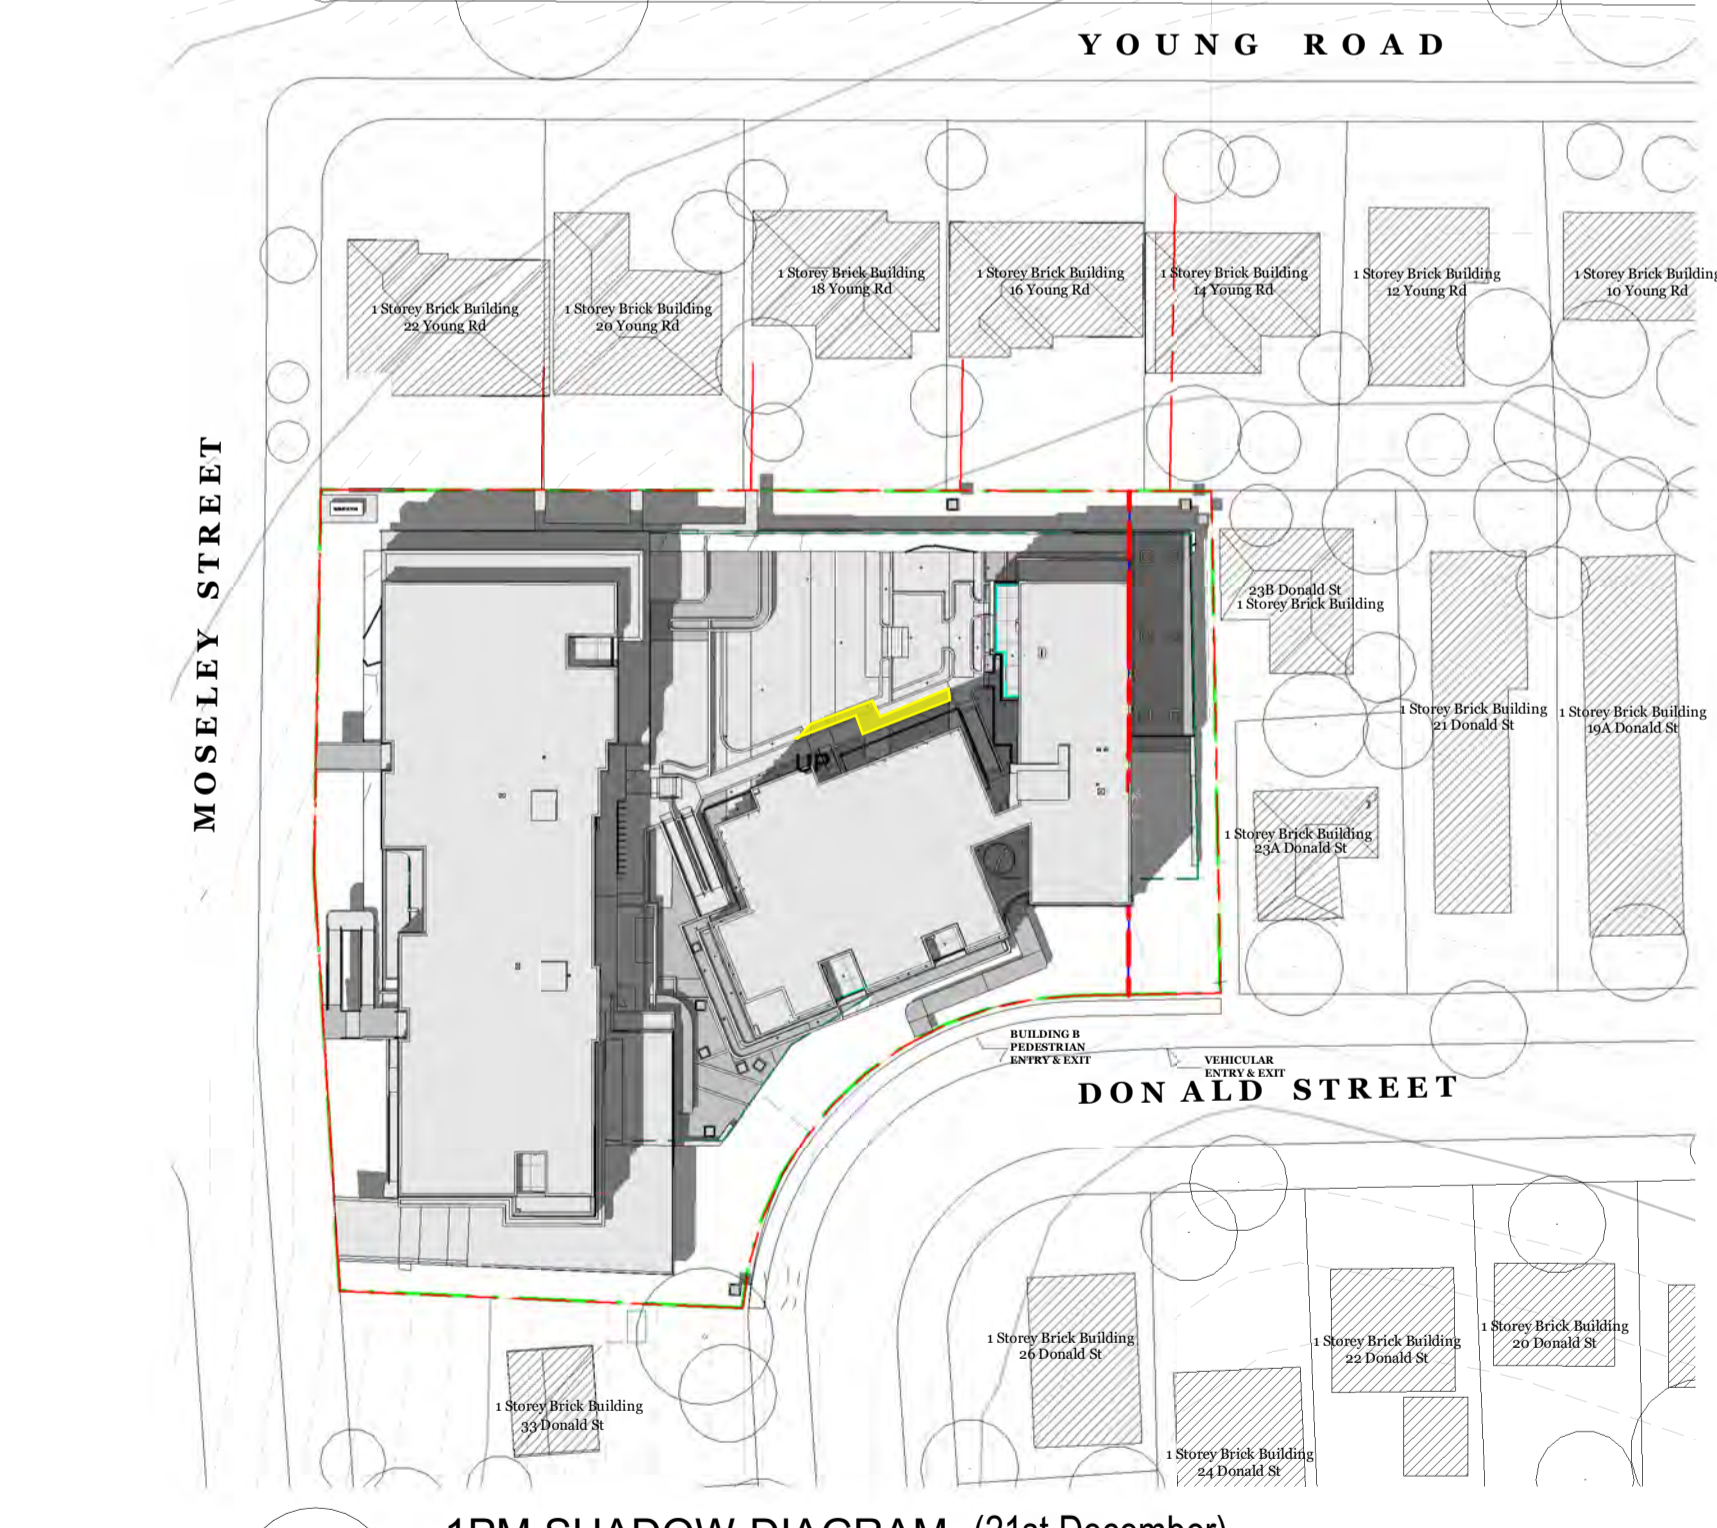 YOUNG ROAD
1 Storey Brick Building
22 Young Rd
1 Storey Brick Building
20 Young Rd
1 Storey Brick Building
18 Young Rd
1 Storey Brick Building
16 Young Rd
1 Storey Brick Building
14 Young Rd
1 Storey Brick Building
12 Young Rd
1 Storey Brick Building
10 Young Rd
MOSELEY STREET
23B Donald St
1 Storey Brick Building
1 Storey Brick Building
21 Donald St
1 Storey Brick Building
19A Donald St
UP
1 Storey Brick Building
23A Donald St
BUILDING B
PEDESTRIAN
ENTRY & EXIT
VEHICULAR
ENTRY & EXIT
DONALD STREET
1 Storey Brick Building
26 Donald St
1 Storey Brick Building
22 Donald St
1 Storey Brick Building
20 Donald St
1 Storey Brick Building
33 Donald St
1 Storey Brick Building
24 Donald St
1PM SHADOW DIAGRAM (21st December)